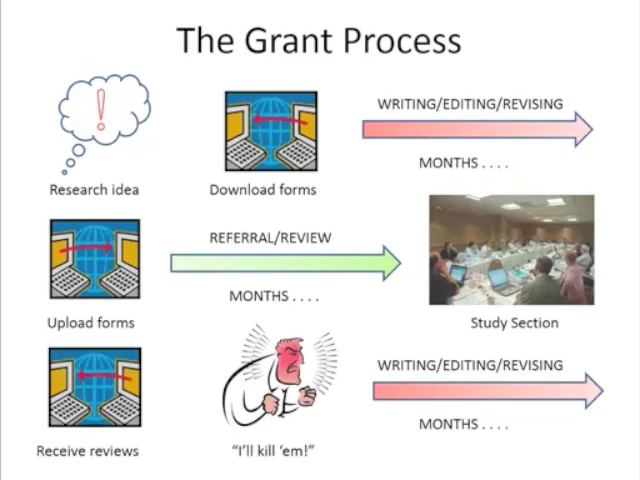 The Grant Process
WRITING/EDITING/REVISING
MONTHS . . . .
Research idea
Download forms
REFERRAL/REVIEW
MONTHS . . . .
Upload forms
Study Section
WRITING/EDITING/REVISING
MONTHS . . . .
Receive reviews
“I’ll kill ‘em!”